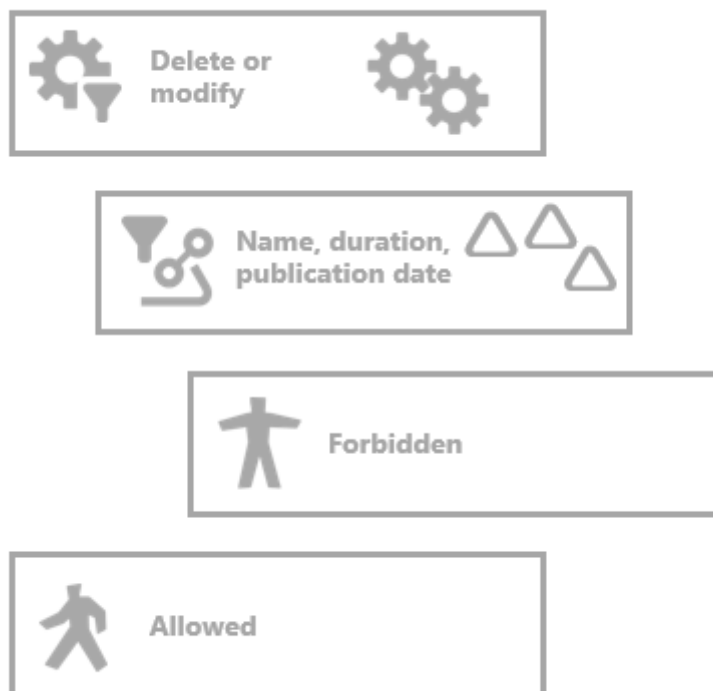 Delete or
modify
Name, duration,
publication date
Forbidden
Allowed